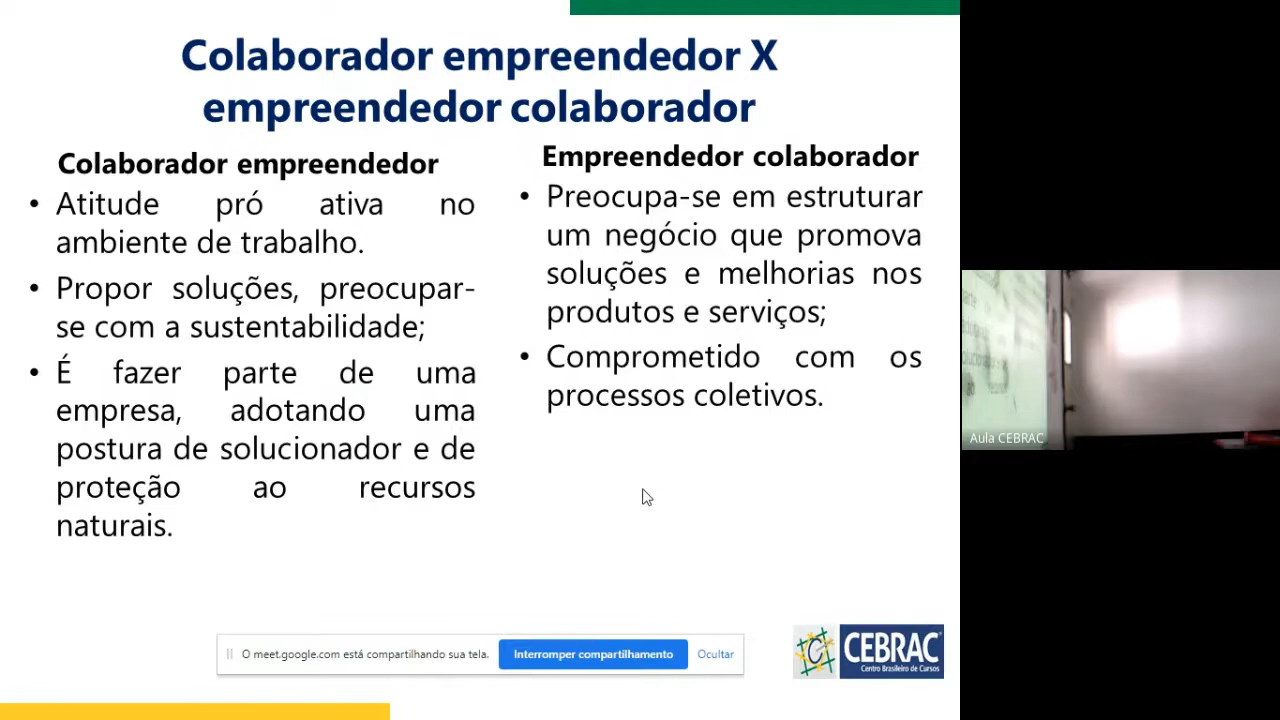 Colaborador empreendedor X
empreendedor colaborador
Colaborador empreendedor
• Atitude pró ativa no
ambiente de trabalho.
• Propor soluções, preocupar-
se com a sustentabilidade;
• É fazer parte de uma
empresa, adotando uma
postura de solucionador e de
proteção ao recursos
naturais.
Empreendedor colaborador
• Preocupa-se em estruturar
um negócio que promova
soluções e melhorias nos
produtos e serviços;
• Comprometido com os
processos coletivos.
Aula CEBRAC
O meet.google.com está compartilhando sua tela.
Interromper compartilhamento
Ocultar
CEBRAC
Centro Brasileiro de Cursos